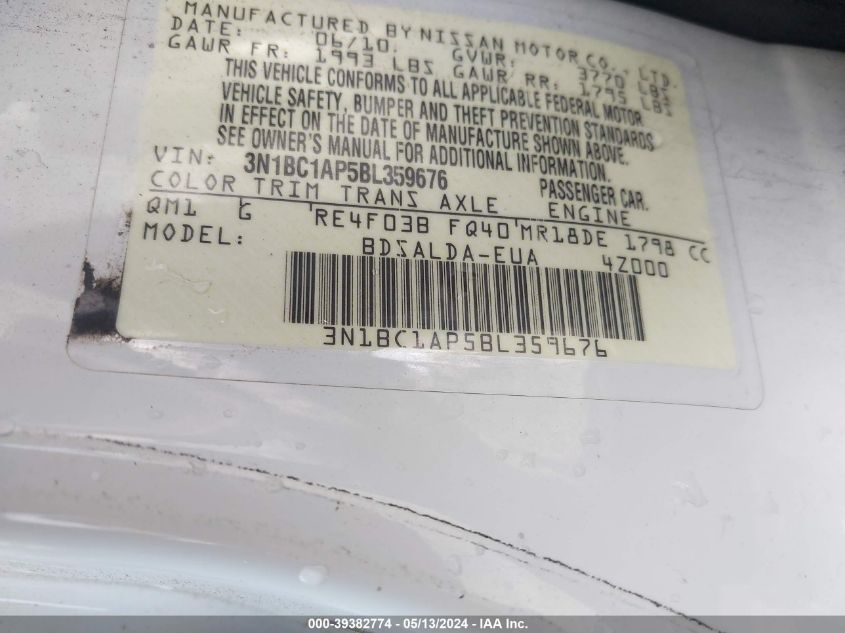 MANUFACTURED BY NISSAN MOTOR CO., LTD.
DATE: 06/10. GVWR: 3770 LBS
GAWR FR: 1993 LBS GAWR RR: 1795 LBS
THIS VEHICLE CONFORMS TO ALL APPLICABLE FEDERAL MOTOR
VEHICLE SAFETY, BUMPER AND THEFT PREVENTION STANDARDS
IN EFFECT ON THE DATE OF MANUFACTURE SHOWN ABOVE.
SEE OWNER'S MANUAL FOR ADDITIONAL INFORMATION.
VIN: 3N1BC1AP5BL359676 PASSENGER CAR.
COLOR TRIM TRANS AXLE ENGINE
QM1 G RE4F03B FQ40 MR18DE 1798 CC
MODEL: BDSALDA-EUA 4Z000
3N1BC1AP5BL359676
000-39382774 - 05/13/2024 - IAA Inc.